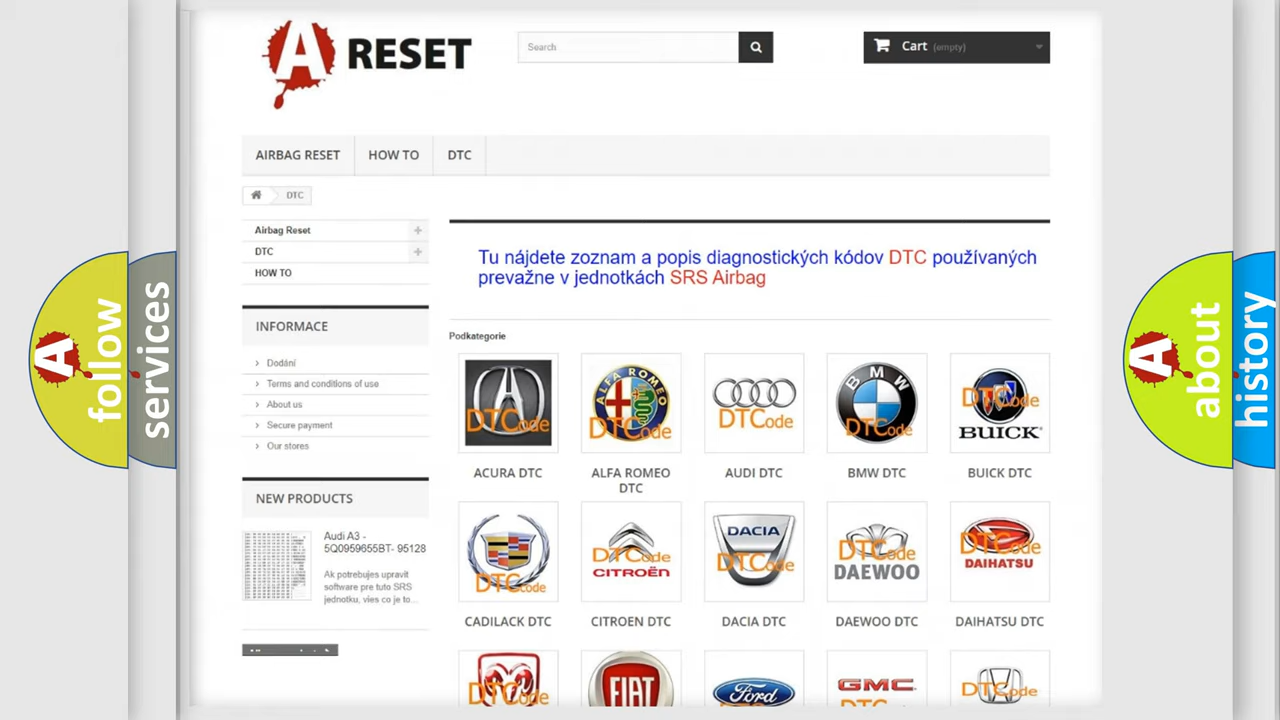 A RESET
Search
Cart (empty)
AIRBAG RESET
HOW TO
DTC
DTC
Airbag Reset
DTC
HOW TO
INFORMACE
Dodání
Terms and conditions of use
About us
Secure payment
Our stores
NEW PRODUCTS
Audi A3 -
5Q0959655BT- 95128
Ak potrebujes upravit
software pre tuto SRS
jednotku, vies co je to...
Tu nájdete zoznam a popis diagnostických kódov DTC používaných
prevažne v jednotkách SRS Airbag
Podkategorie
DTCode
ALFA ROMEO
DTCode
DTCode
BMW
DTCode
DTCode
BUICK
ACURA DTC
ALFA ROMEO
DTC
AUDI DTC
BMW DTC
BUICK DTC
DTCode
DTCode
CITROËN
DACIA
DTCode
DTCode
DAEWOO
DTCode
DAIHATSU
CADILACK DTC
CITROEN DTC
DACIA DTC
DAEWOO DTC
DAIHATSU DTC
DTCode
FIAT
Ford
GMC
DTCode
A follow
services
A about
history